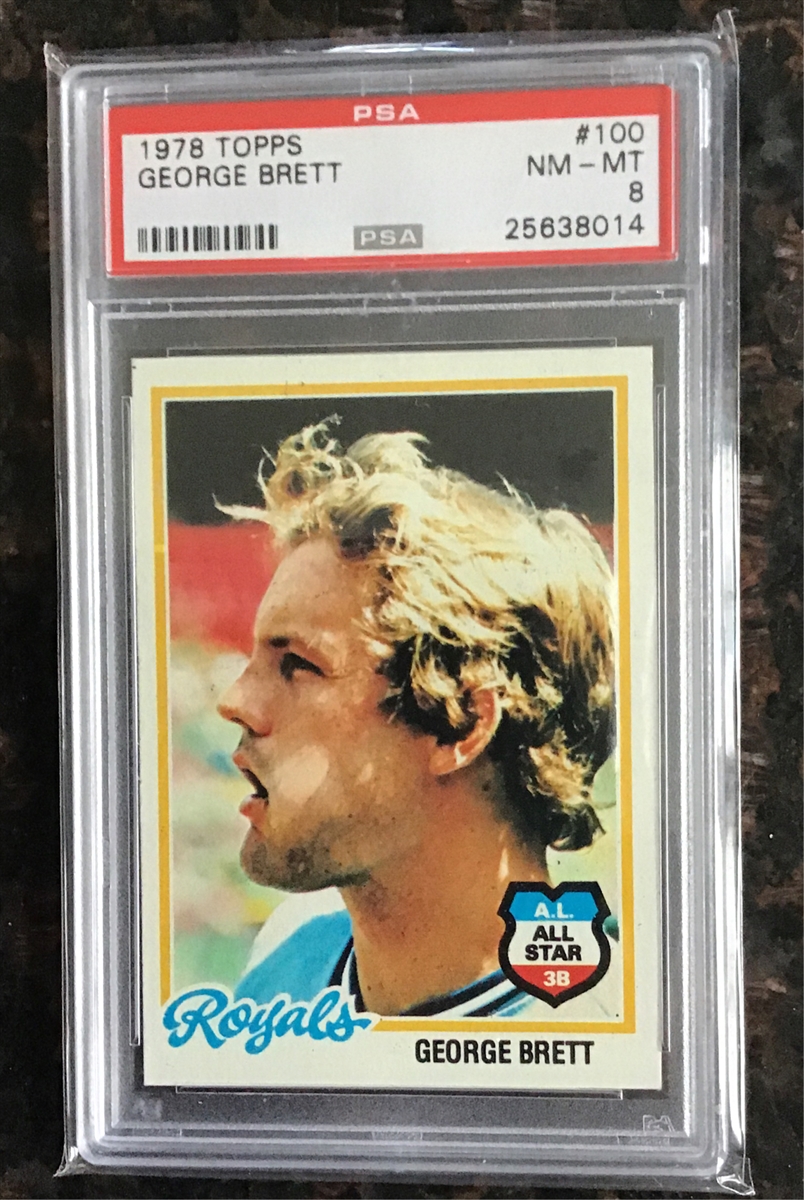 PSA
1978 TOPPS #100
GEORGE BRETT NM - MT
8
PSA 25638014
A.L.
ALL
STAR
3B
Royals
GEORGE BRETT